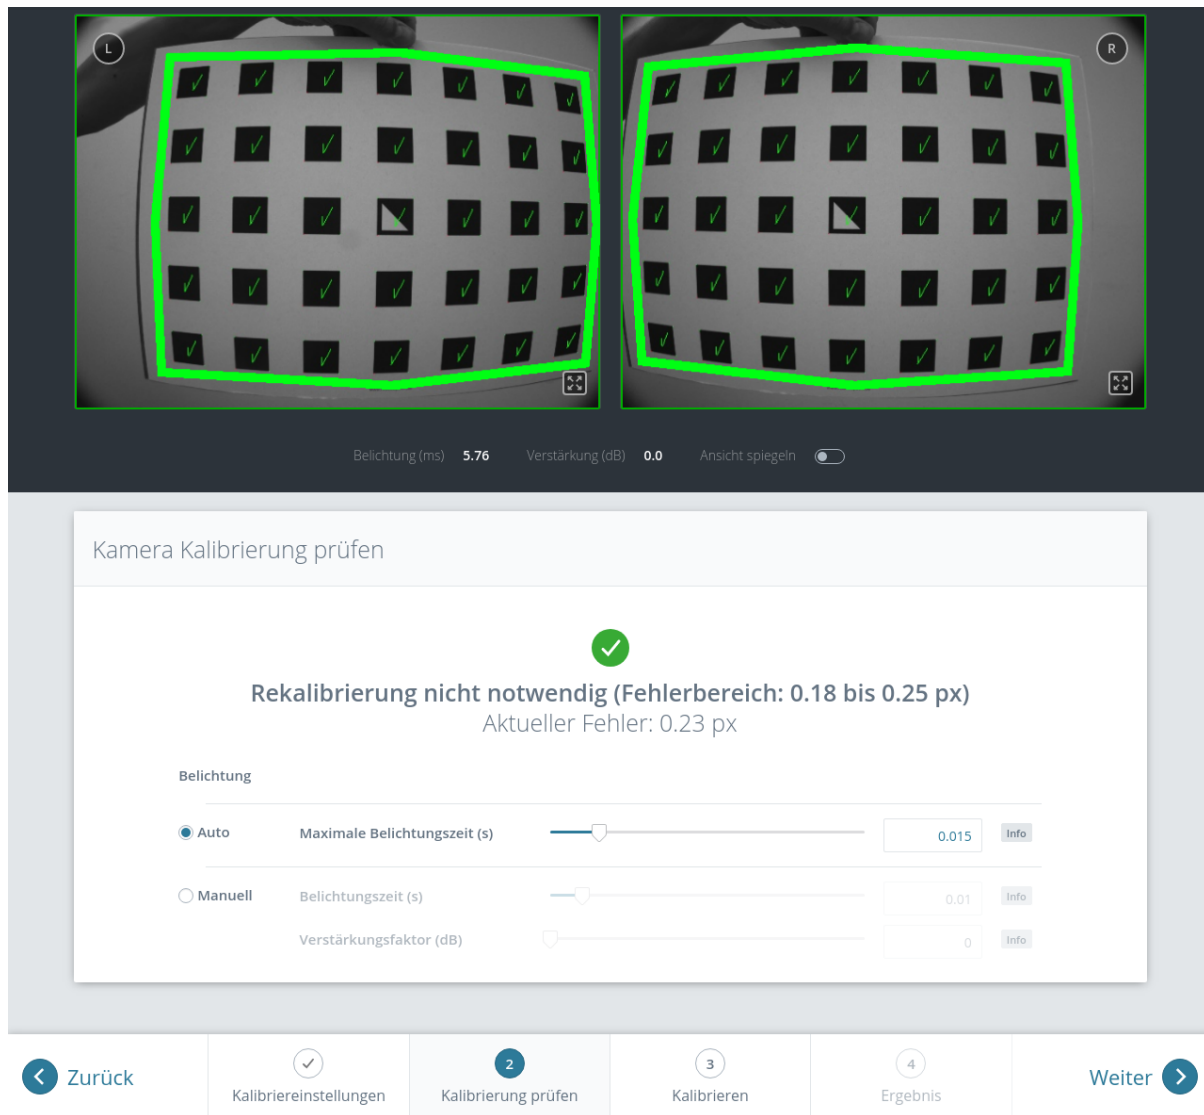 L
R
Belichtung (ms) 5.76 Verstärkung (dB) 0.0 Ansicht spiegeln
Kamera Kalibrierung prüfen
Rekalibrierung nicht notwendig (Fehlerbereich: 0.18 bis 0.25 px)
Aktueller Fehler: 0.23 px
Belichtung
Auto Maximale Belichtungszeit (s) 0.015 Info
Manuell Belichtungszeit (s) 0.01 Info
Verstärkungsfaktor (dB) 0 Info
Zurück
Kalibriereinstellungen
2
Kalibrierung prüfen
3
Kalibrieren
4
Ergebnis
Weiter